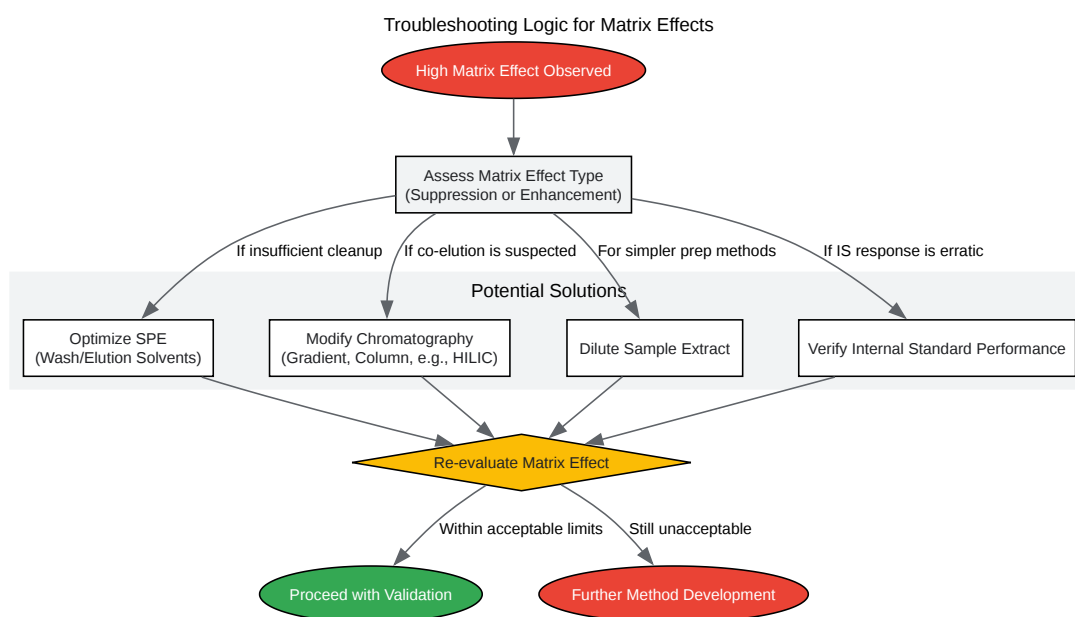 Troubleshooting Logic for Matrix Effects
High Matrix Effect Observed
Assess Matrix Effect Type
(Suppression or Enhancement)
If insufficient cleanup
If co-elution is suspected
For simpler prep methods
If IS response is erratic
Potential Solutions
Optimize SPE
(Wash/Elution Solvents)
Modify Chromatography
(Gradient, Column, e.g., HILIC)
Dilute Sample Extract
Verify Internal Standard Performance
Re-evaluate Matrix Effect
Within acceptable limits
Still unacceptable
Proceed with Validation
Further Method Development